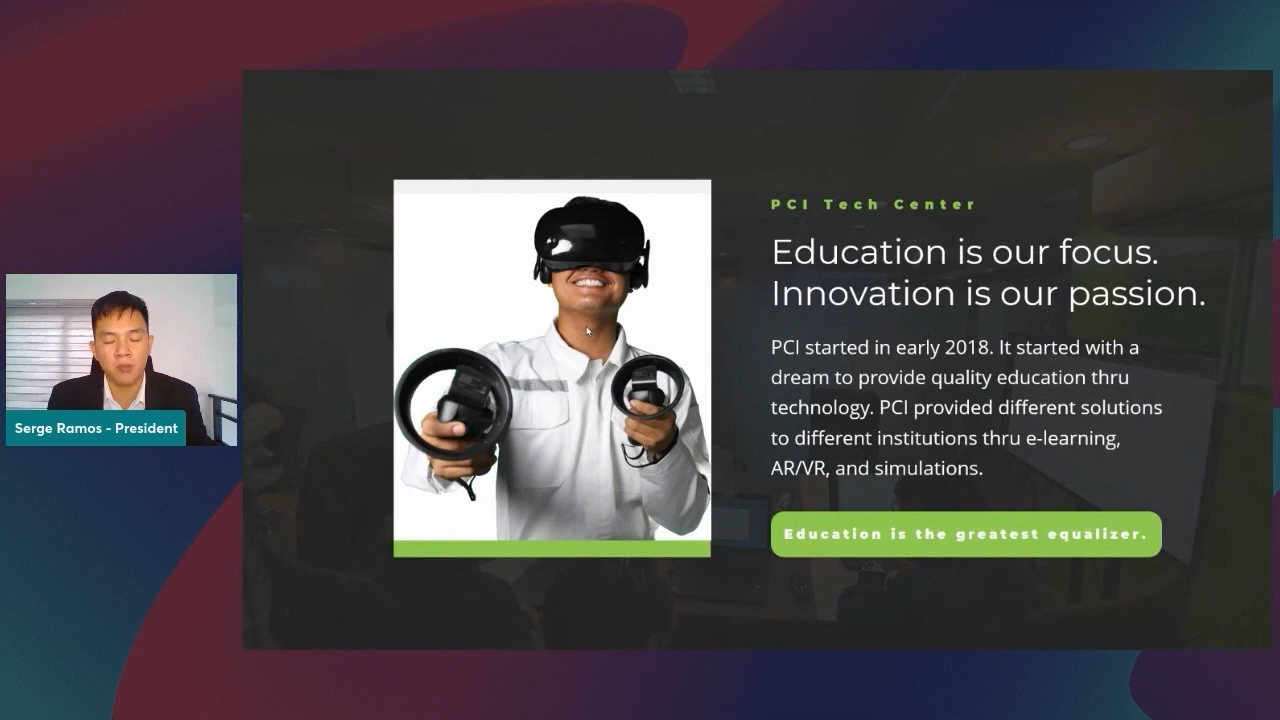 PCI Tech Center
Education is our focus.
Innovation is our passion.
PCI started in early 2018. It started with a
dream to provide quality education thru
technology. PCI provided different solutions
to different institutions thru e-learning,
AR/VR, and simulations.
Education is the greatest equalizer.
Serge Ramos - President